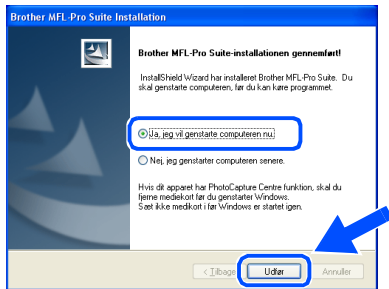 Brother MFL-Pro Suite Installation
Brother MFL-Pro Suite-installationen gennemført!
InstallShield Wizard har installeret Brother MFL-Pro Suite. Du
skal genstarte computeren, før du kan køre programmet.
Ja, jeg vil genstarte computeren nu.
Nej, jeg genstarter computeren senere.
Hvis dit apparet har PhotoCapture Centre funktion, skal du
fjerne mediekort før du genstarter Windows.
Sæt ikke medikort i før Windows er startet igen.
< Tilbage
Udfør
Annuller